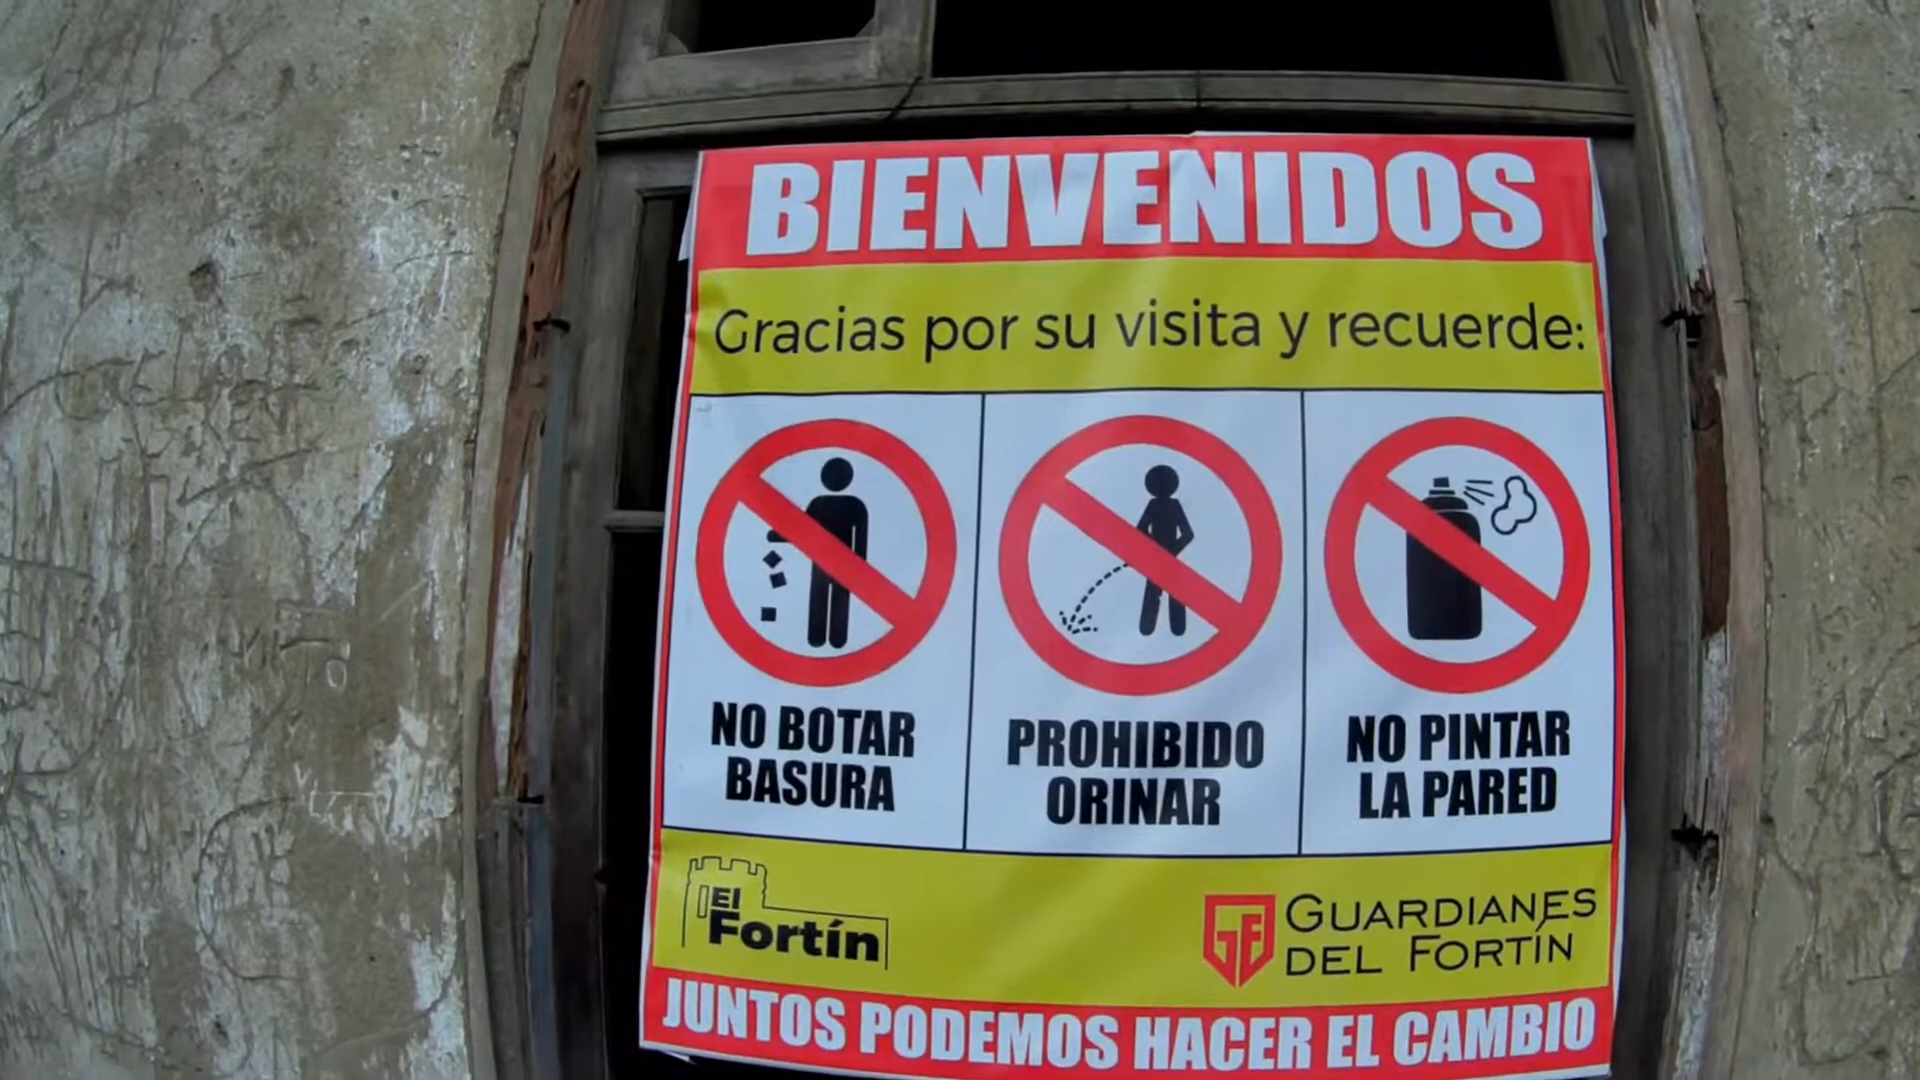 BIENVENIDOS
Gracias por su visita y recuerde:
NO BOTAR
BASURA
PROHIBIDO
ORINAR
NO PINTAR
LA PARED
El
Fortín
GF
GUARDIANES
DEL FORTÍN
JUNTOS PODEMOS HACER EL CAMBIO